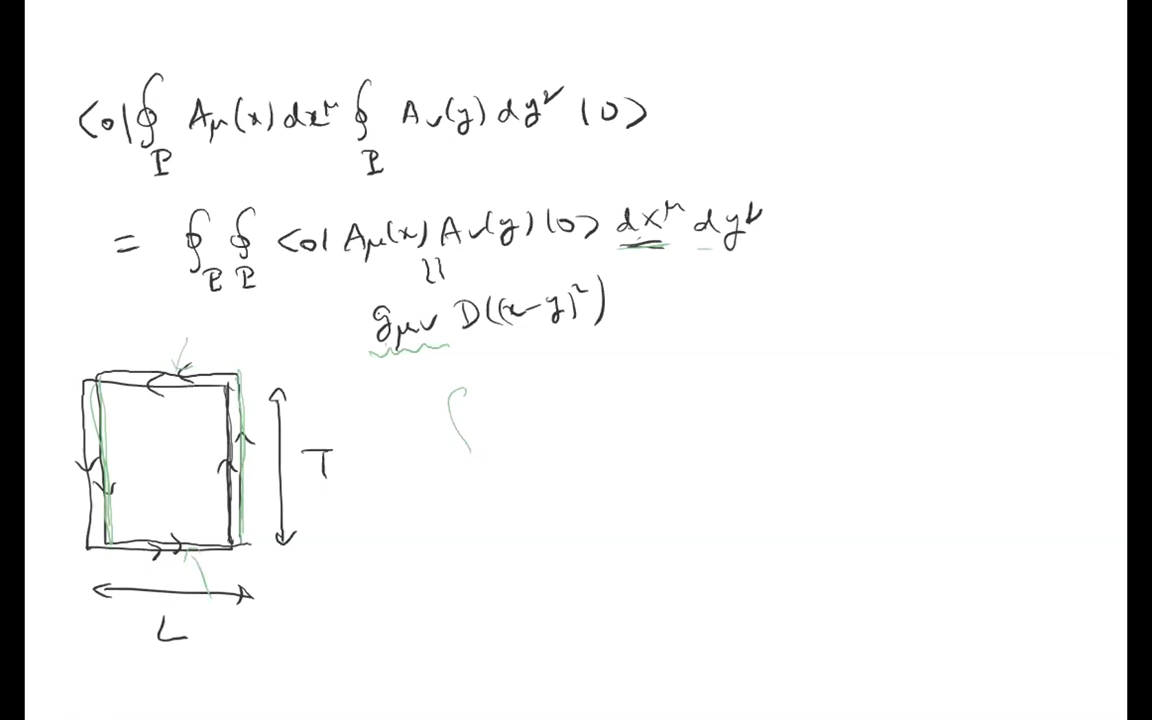 <0|∮_P A_μ(x) dx^μ ∮_P A_ν(y) dy^ν |0>
= ∮_P ∮_P <0| A_μ(x) A_ν(y) |0> dx^μ dy^ν
||
g_μν D((x-y)^2)
T
L